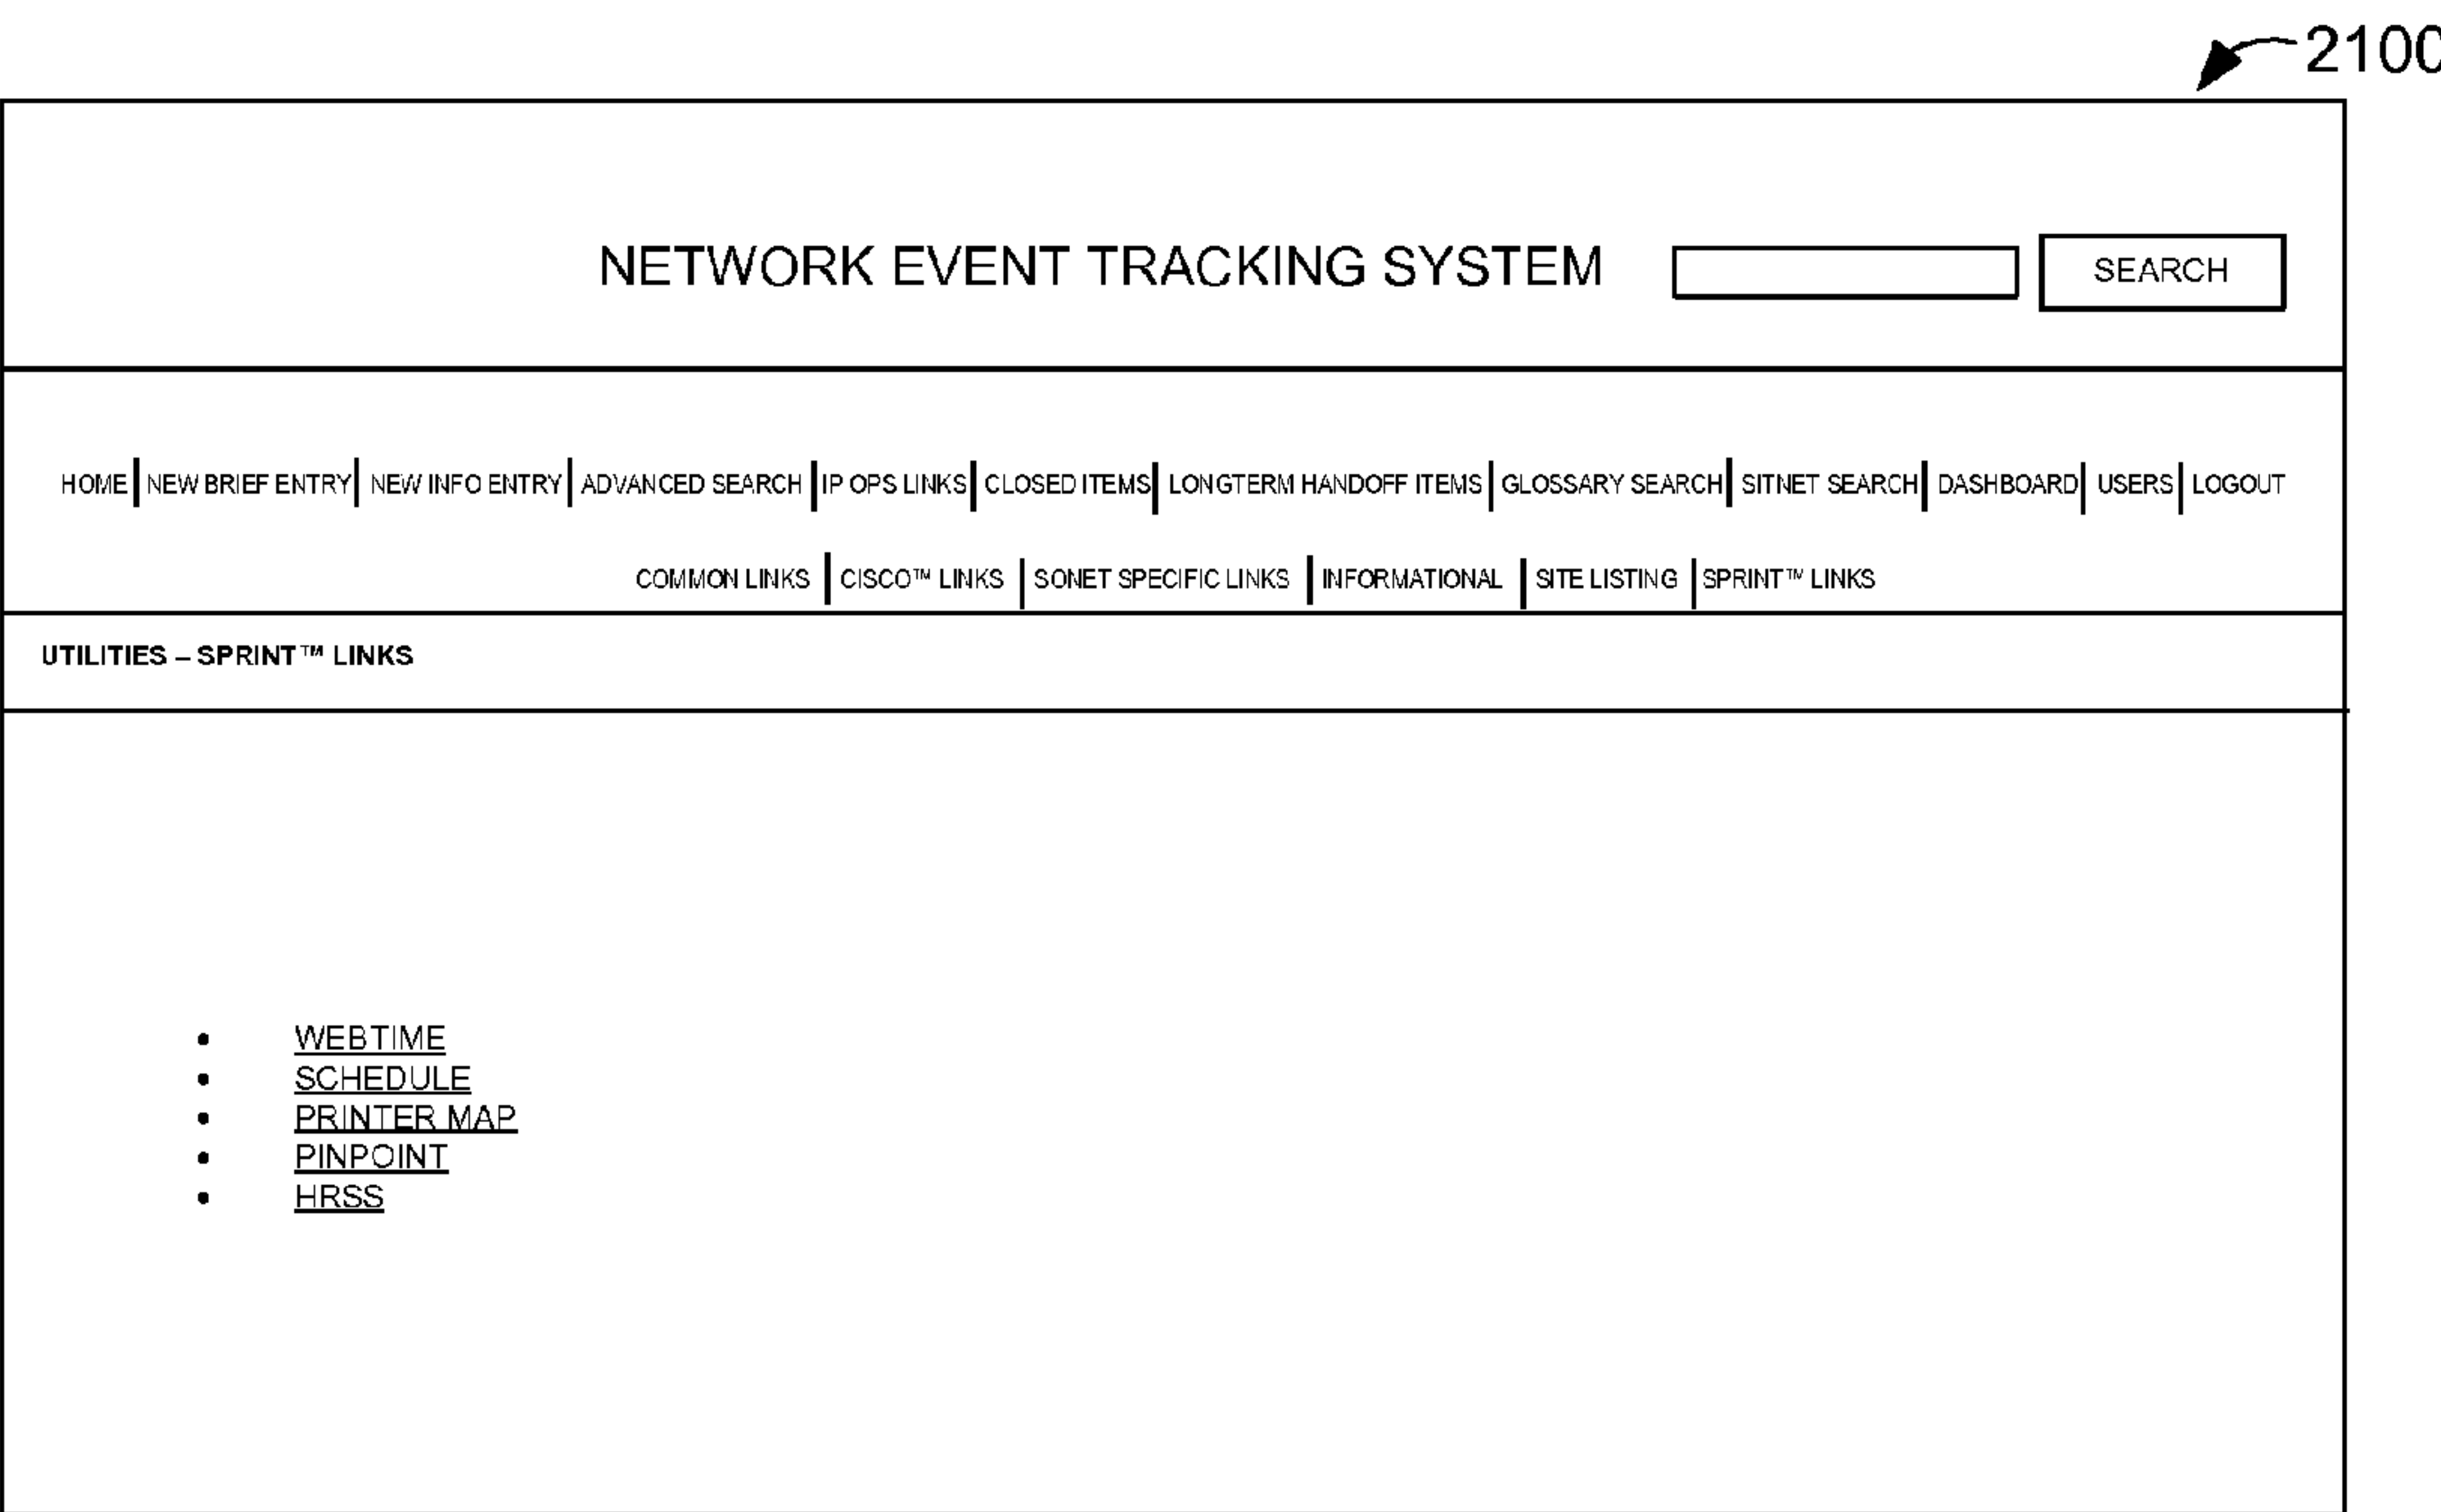 2100
NETWORK EVENT TRACKING SYSTEM SEARCH
HOME NEW BRIEF ENTRY NEW INFO ENTRY ADVANCED SEARCH IP OPS LINKS CLOSED ITEMS LONGTERM HANDOFF ITEMS GLOSSARY SEARCH SITNET SEARCH DASHBOARD USERS LOGOUT
COMMON LINKS CISCO™ LINKS SONET SPECIFIC LINKS INFORMATIONAL SITE LISTING SPRINT™ LINKS
UTILITIES – SPRINT™ LINKS
• WEBTIME
• SCHEDULE
• PRINTER MAP
• PINPOINT
• HRSS